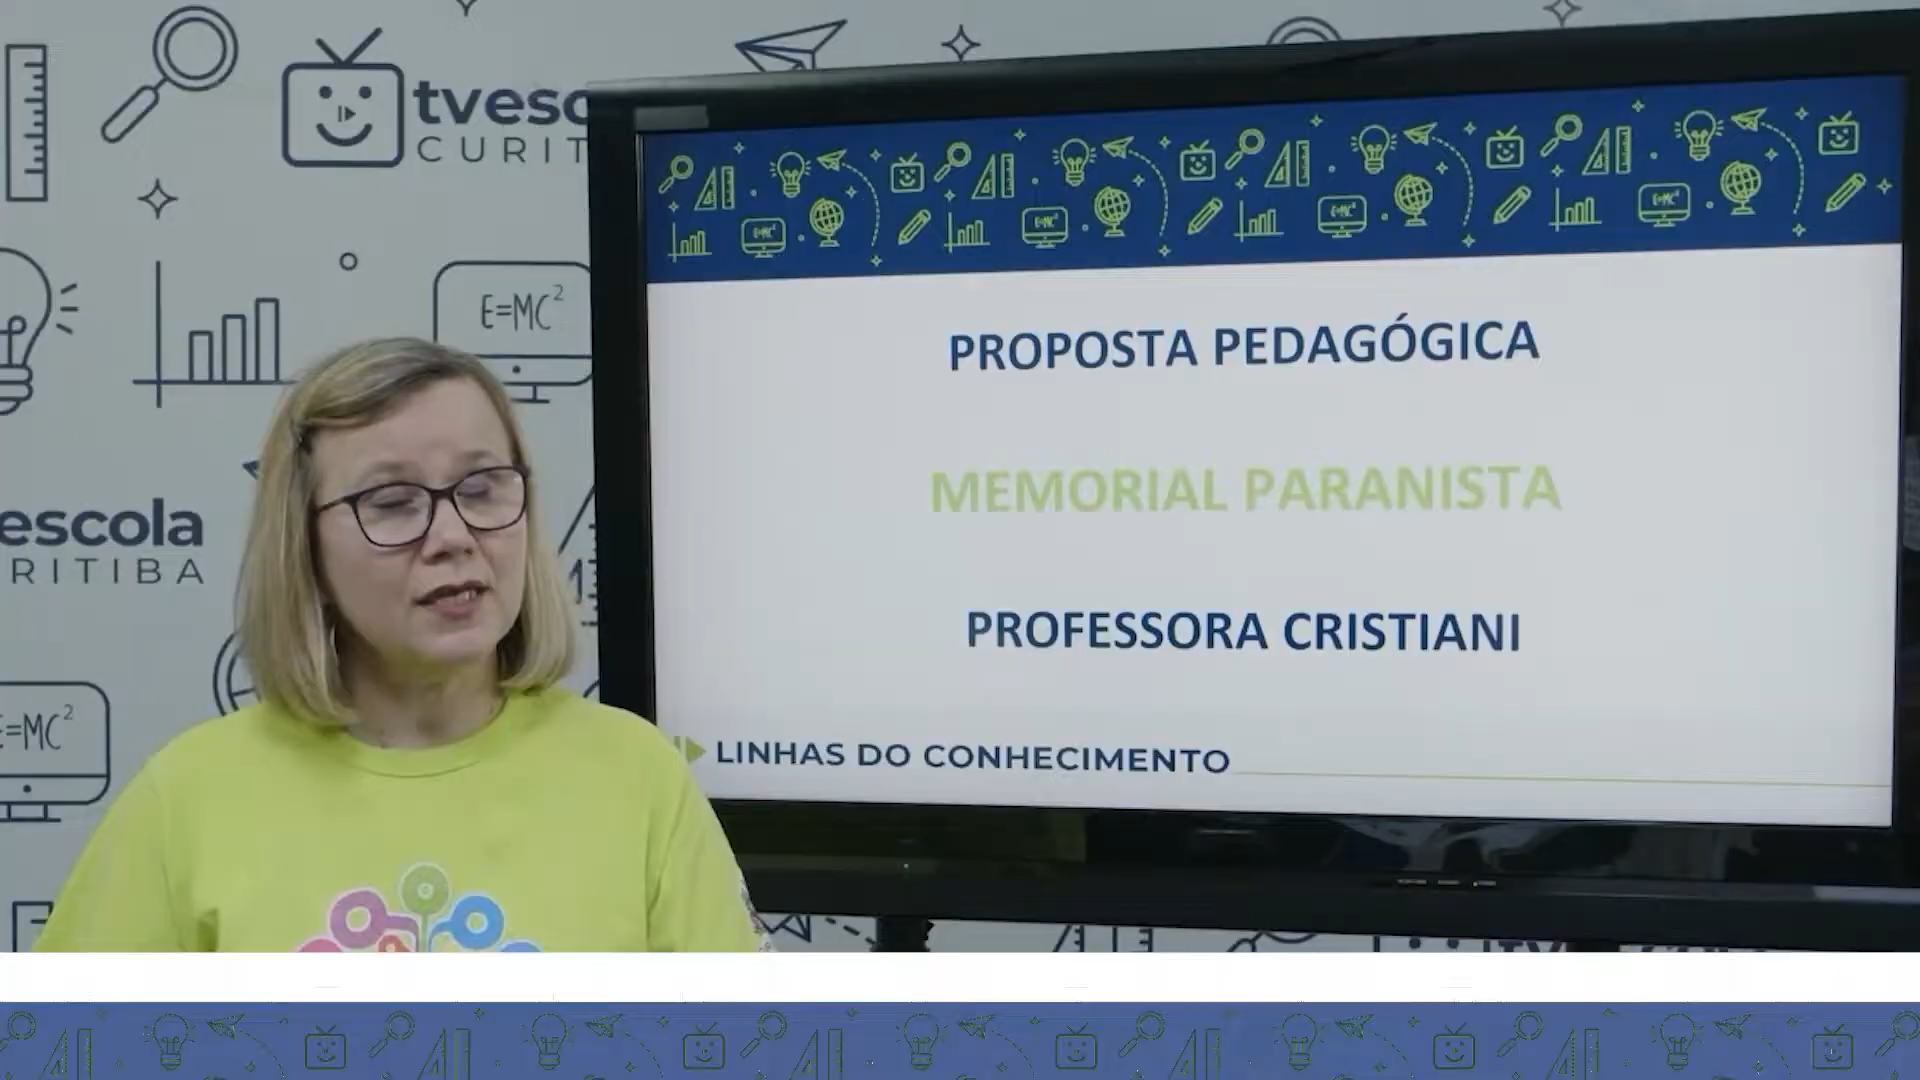 tvesc
CURIT
E=MC²
escola
RITIBA
E=MC²
PROPOSTA PEDAGÓGICA
MEMORIAL PARANISTA
PROFESSORA CRISTIANI
LINHAS DO CONHECIMENTO